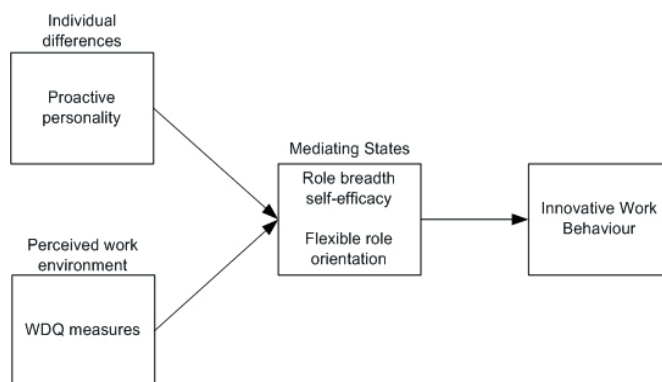 Individual
differences
Proactive
personality
Perceived work
environment
WDQ measures
Mediating States
Role breadth
self-efficacy
Flexible role
orientation
Innovative Work
Behaviour